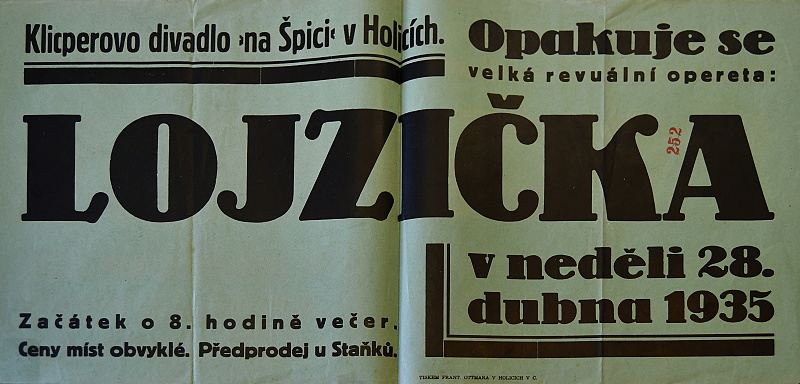 Klicperovo divadlo ›na Špici‹ v Holicích.
Opakuje se
velká revuální opereta:
LOJZIČKA
252
v neděli 28.
dubna 1935
Začátek o 8. hodině večer.
Ceny míst obvyklé. Předprodej u Staňků.
TISKEM FRANT. OTTMARA V HOLICÍCH V Č.